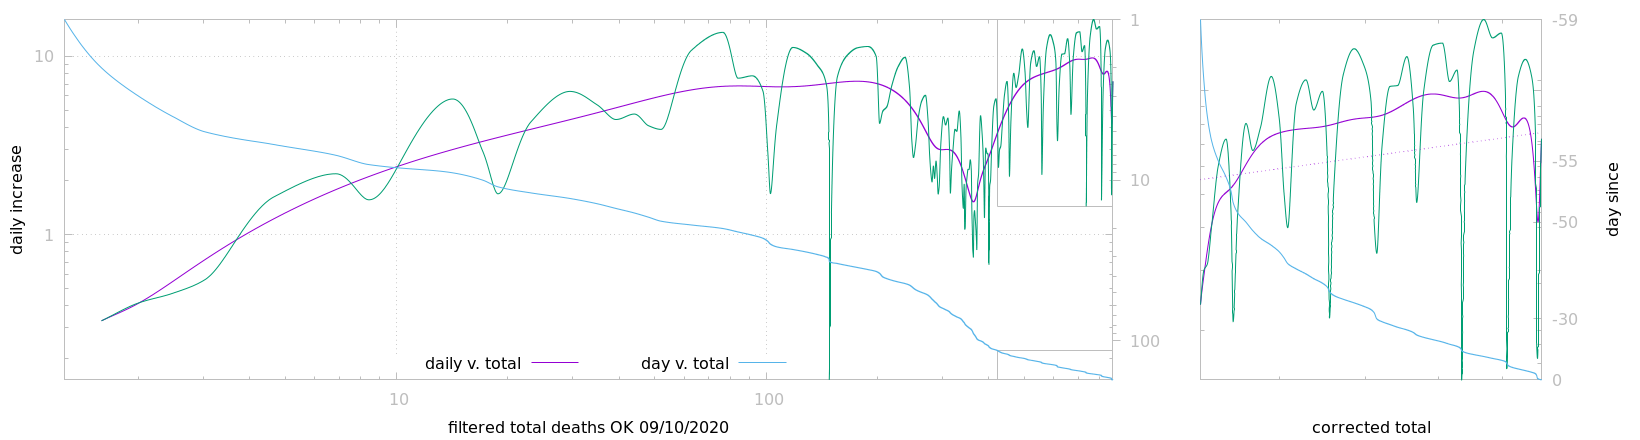 10
1
daily increase
1
10
100
daily v. total
day v. total
10
100
filtered total deaths OK 09/10/2020
-59
-55
-50
-30
0
day since
corrected total